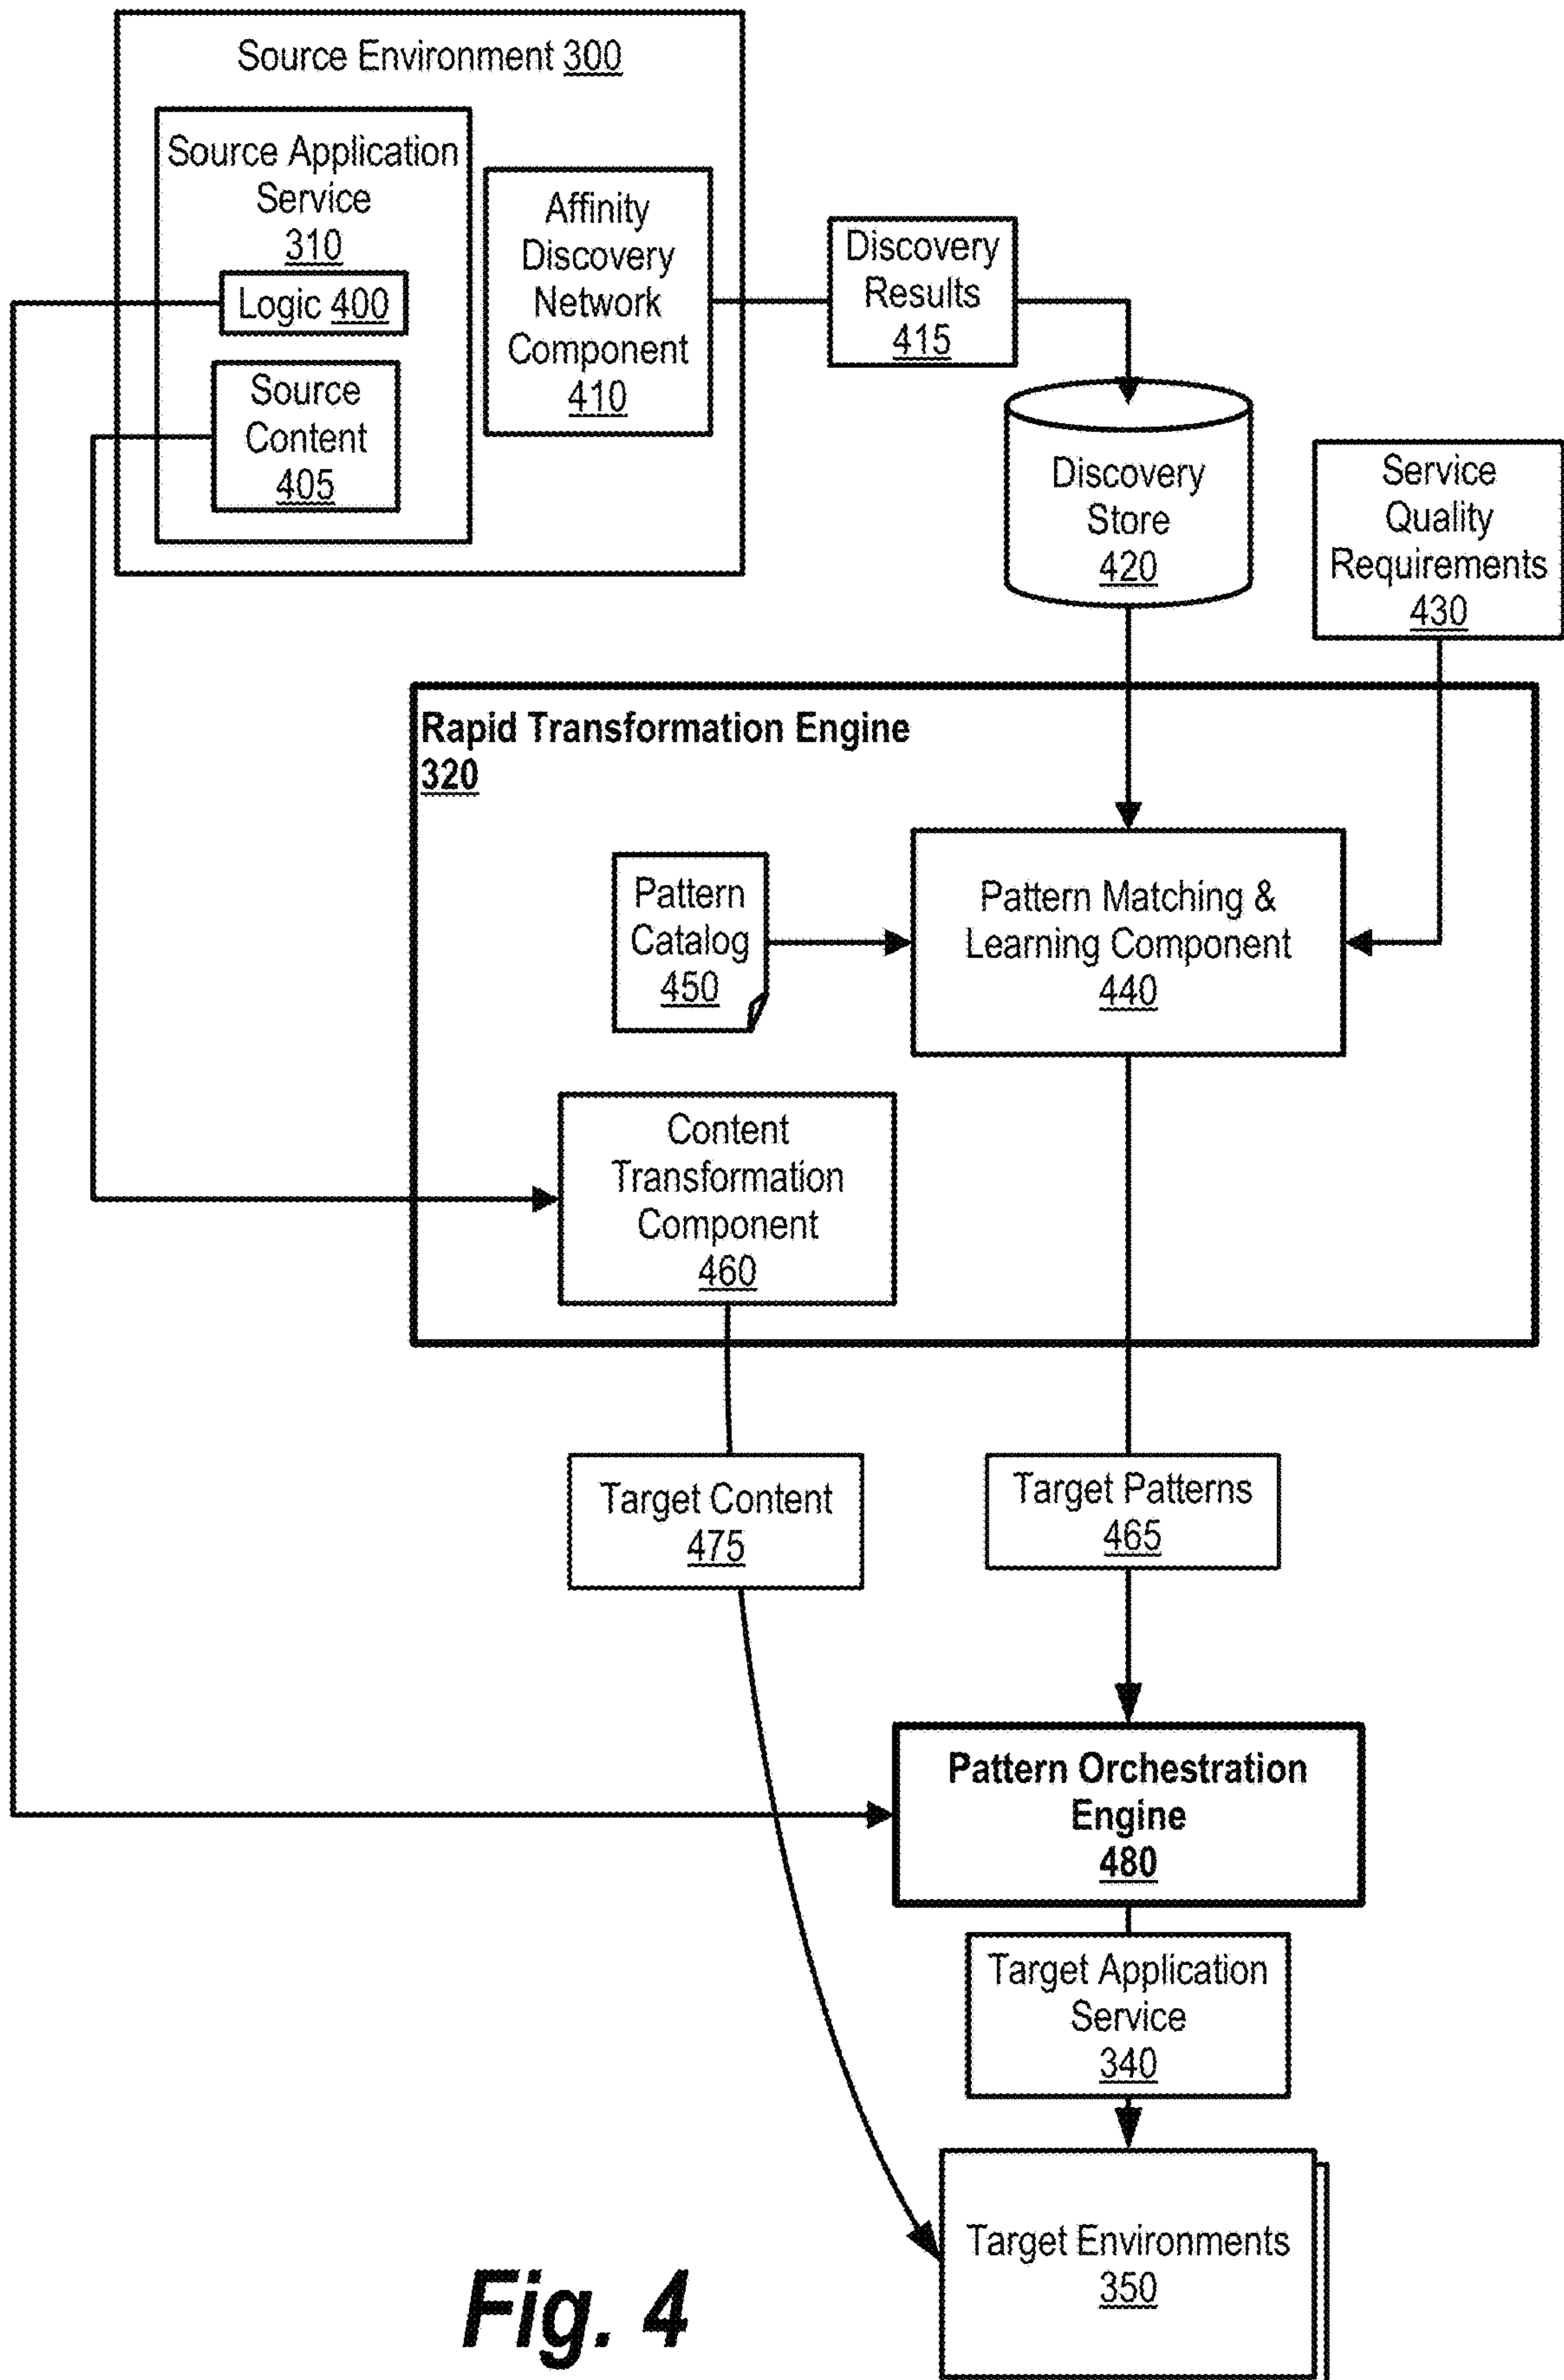 Source Environment 300
Source Application
Service
310
Logic 400
Source
Content
405
Affinity
Discovery
Network
Component
410
Discovery
Results
415
Discovery
Store
420
Service
Quality
Requirements
430
Rapid Transformation Engine
320
Pattern
Catalog
450
Pattern Matching &
Learning Component
440
Content
Transformation
Component
460
Target Content
475
Target Patterns
465
Pattern Orchestration
Engine
480
Target Application
Service
340
Target Environments
350
Fig. 4